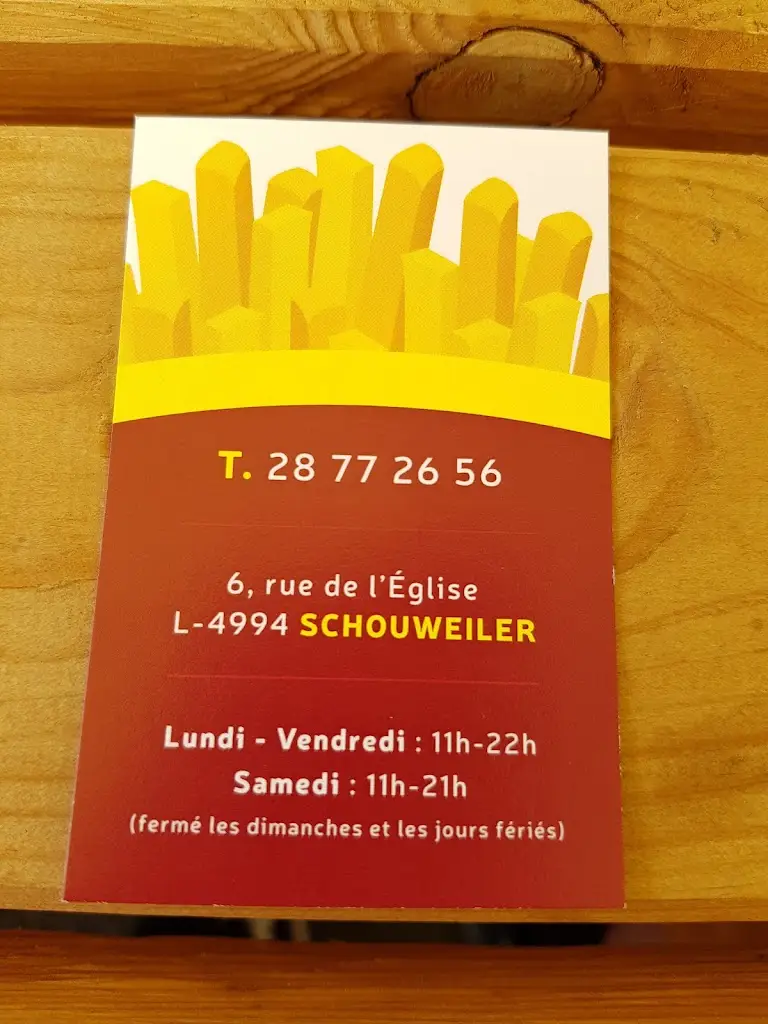 T. 28 77 26 56
6, rue de l'Église
L-4994 SCHOUWEILER
Lundi - Vendredi : 11h-22h
Samedi : 11h-21h
(fermé les dimanches et les jours fériés)